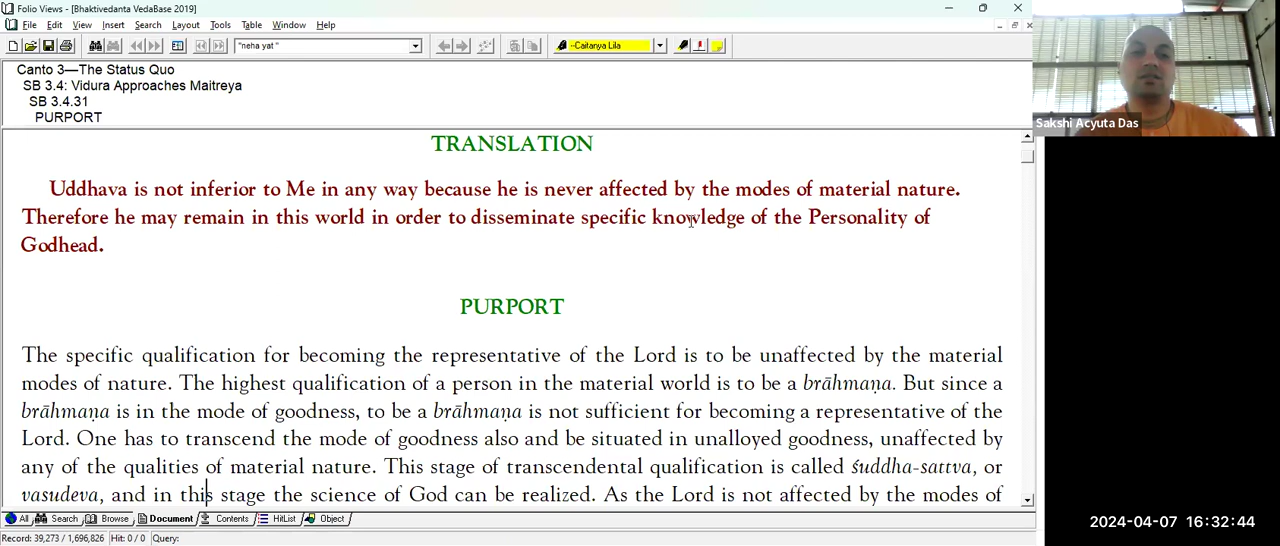 Folio Views - [Bhaktivedanta VedaBase 2019]
File Edit View Insert Search Layout Tools Window Help
"neha yat "
--Caitanya Lila
Canto 3—The Status Quo
SB 3.4: Vidura Approaches Maitreya
SB 3.4.31
PURPORT
TRANSLATION
Uddhava is not inferior to Me in any way because he is never affected by the modes of material nature.
Therefore he may remain in this world in order to disseminate specific knowledge of the Personality of
Godhead.
PURPORT
The specific qualification for becoming the representative of the Lord is to be unaffected by the material
modes of nature. The highest qualification of a person in the material world is to be a brāhmaṇa. But since a
brāhmaṇa is in the mode of goodness, to be a brāhmaṇa is not sufficient for becoming a representative of the
Lord. One has to transcend the mode of goodness also and be situated in unalloyed goodness, unaffected by
any of the qualities of material nature. This stage of transcendental qualification is called śuddha-sattva, or
vasudeva, and in this stage the science of God can be realized. As the Lord is not affected by the modes of
All Search Browse Document Contents HitList Object
Record: 39,273 / 1,696,826 Hit: 0 / 0 Query:
Sakshi Acyuta Das
2024-04-07 16:32:44